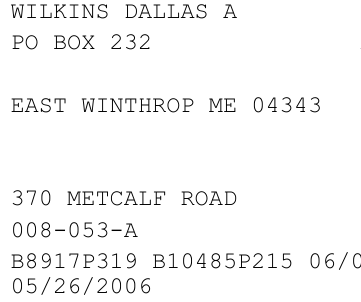 WILKINS DALLAS A
PO BOX 232
EAST WINTHROP ME 04343
370 METCALF ROAD
008-053-A
B8917P319 B10485P215 06/0
05/26/2006